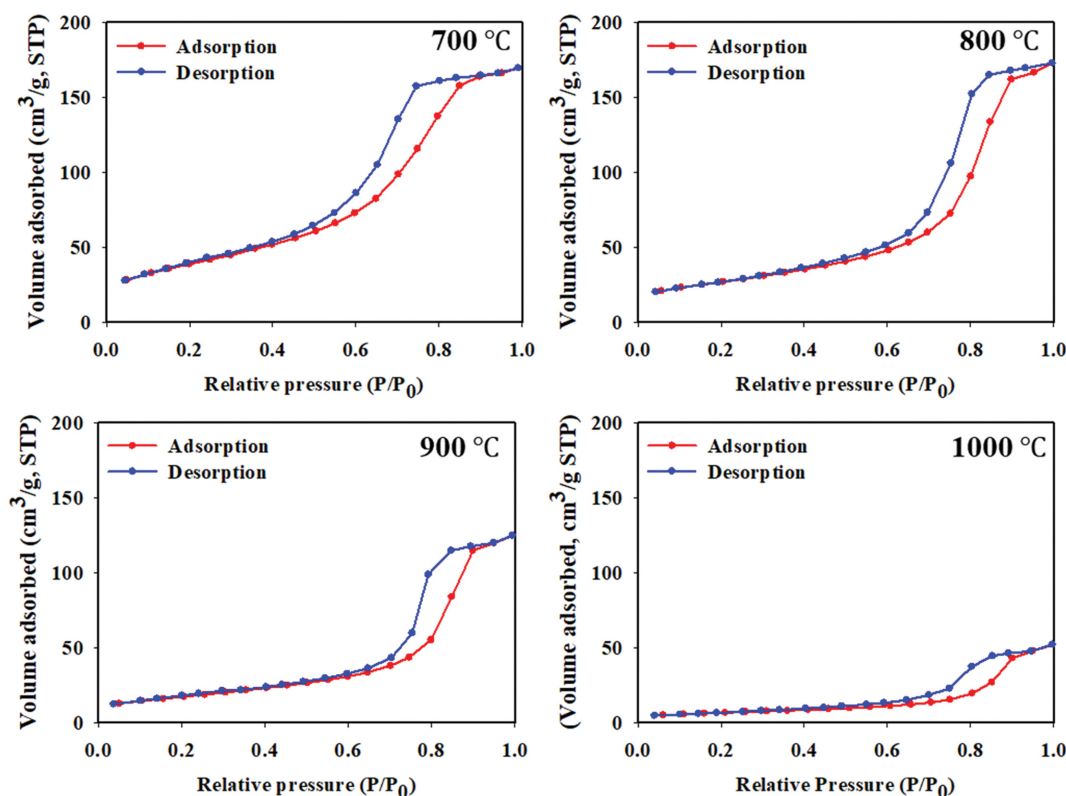 200
150
100
50
0
Volume adsorbed (cm³/g, STP)
Adsorption
Desorption
700 °C
0.0 0.2 0.4 0.6 0.8 1.0
Relative pressure (P/P₀)
200
150
100
50
0
Volume adsorbed (cm³/g, STP)
Adsorption
Desorption
800 °C
0.0 0.2 0.4 0.6 0.8 1.0
Relative pressure (P/P₀)
200
150
100
50
0
Volume adsorbed (cm³/g, STP)
Adsorption
Desorption
900 °C
0.0 0.2 0.4 0.6 0.8 1.0
Relative pressure (P/P₀)
200
150
100
50
0
(Volume adsorbed, cm³/g STP)
Adsorption
Desorption
1000 °C
0.0 0.2 0.4 0.6 0.8 1.0
Relative Pressure (P/P₀)